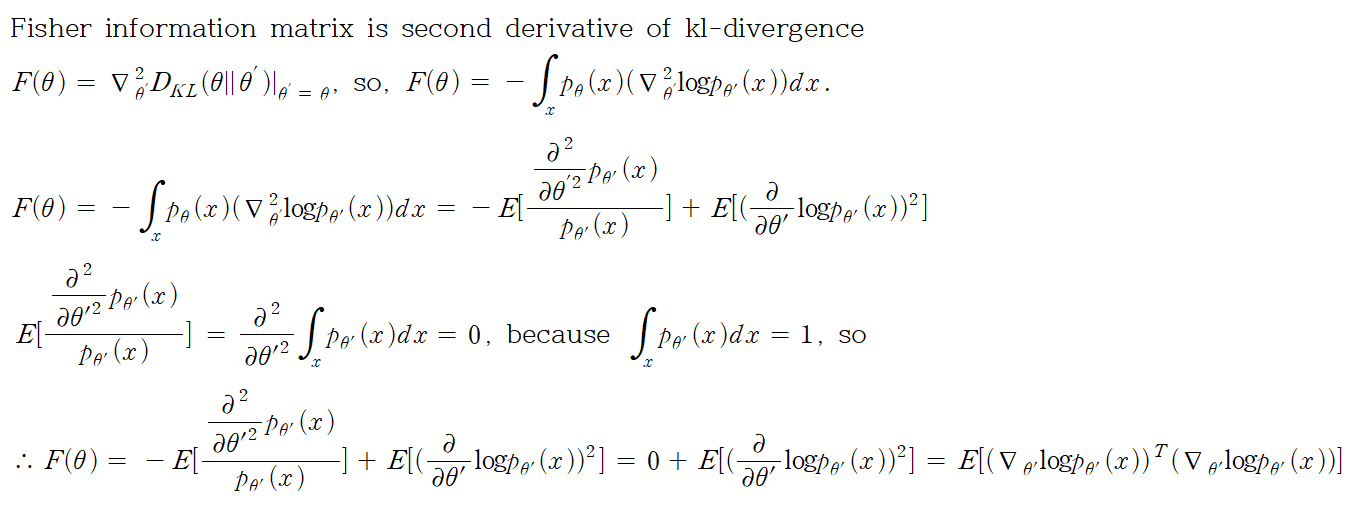 Fisher information matrix is second derivative of kl-divergence
F(θ) = ∇²_θ′ D_KL(θ||θ′)|_θ′ = θ, so, F(θ) = −∫_x p_θ(x)(∇²_θ′ log p_θ′(x))dx.
F(θ) = −∫_x p_θ(x)(∇²_θ′ log p_θ′(x))dx = −E[(∂²/∂θ′² p_θ′(x))/(p_θ′(x))] + E[(∂/∂θ′ log p_θ′(x))²]
E[(∂²/∂θ′² p_θ′(x))/(p_θ′(x))] = ∂²/∂θ′² ∫_x p_θ′(x)dx = 0, because ∫_x p_θ′(x)dx = 1, so
∴ F(θ) = −E[(∂²/∂θ′² p_θ′(x))/(p_θ′(x))] + E[(∂/∂θ′ log p_θ′(x))²] = 0 + E[(∂/∂θ′ log p_θ′(x))²] = E[(∇_θ′ log p_θ′(x))^T(∇_θ′ log p_θ′(x))]